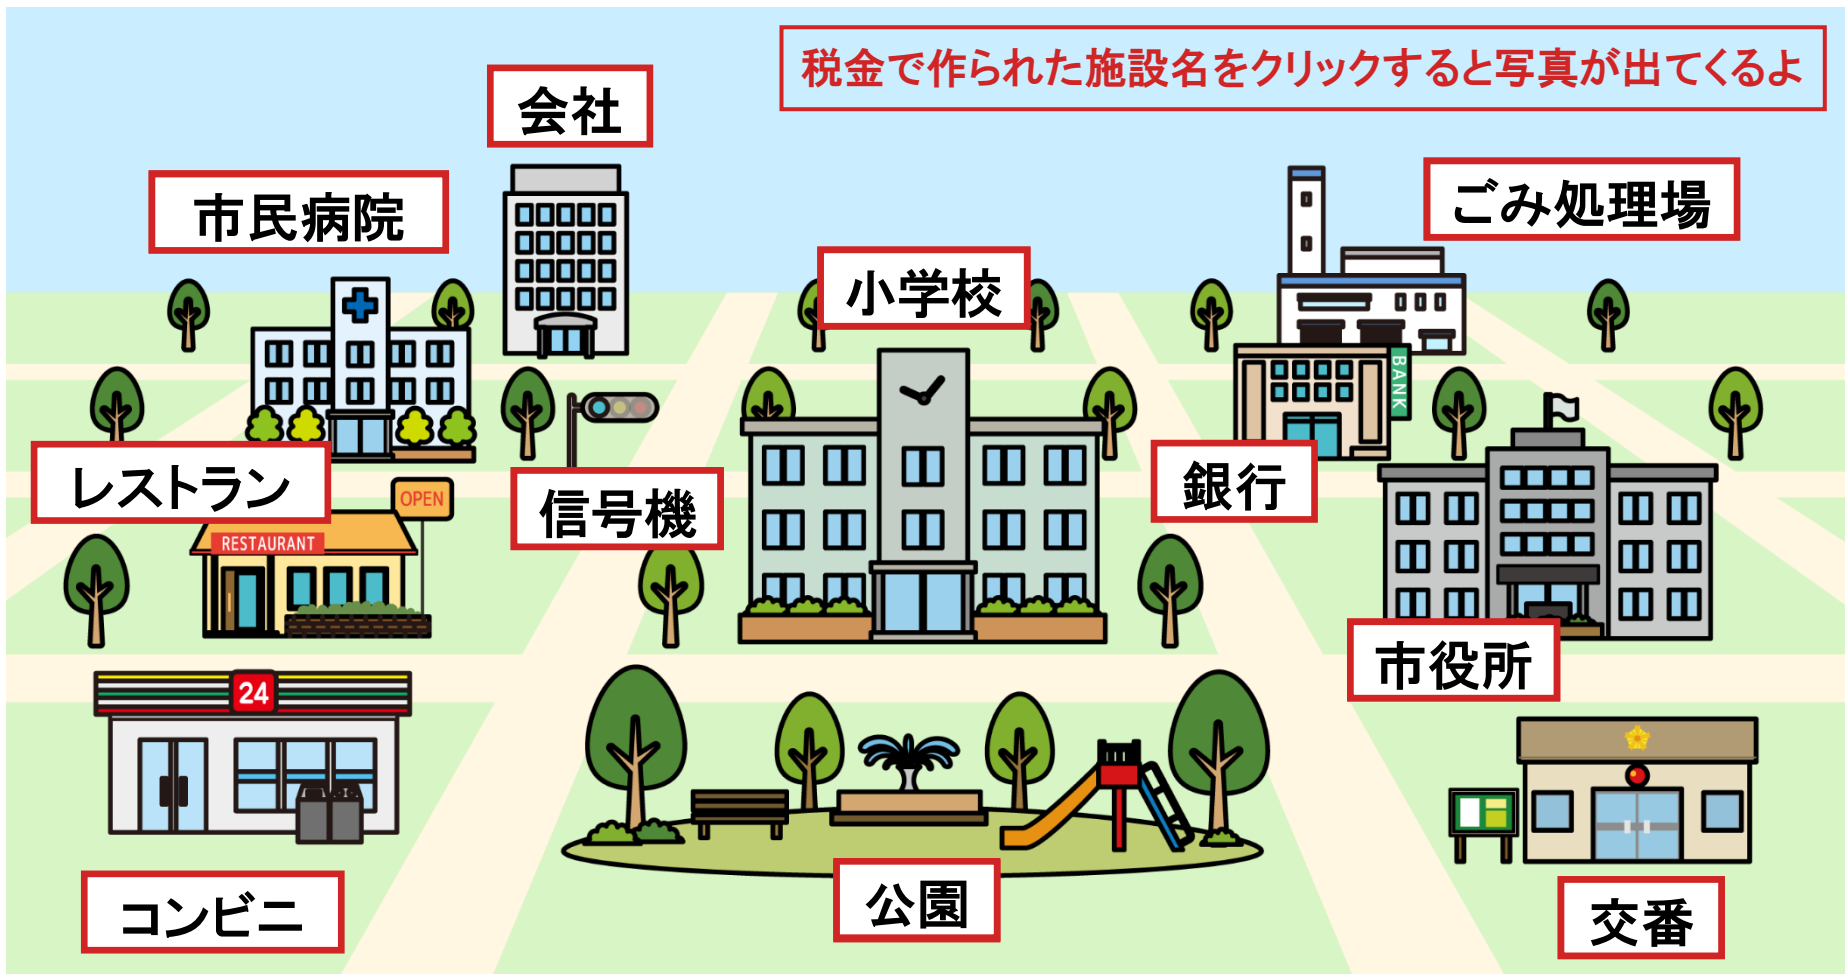 税金で作られた施設名をクリックすると写真が出てくるよ
会社
市民病院
ごみ処理場
小学校
BANK
レストラン
OPEN
RESTAURANT
信号機
銀行
市役所
24
コンビニ
公園
交番